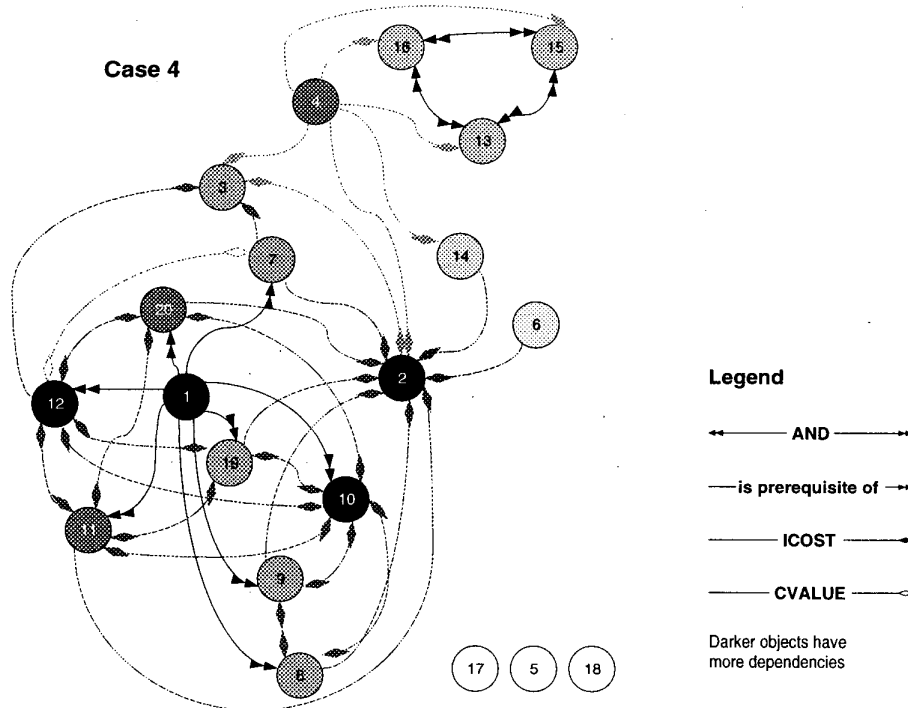 Case 4
16
15
4
13
3
7
14
20
6
2
1
12
19
10
11
9
8
17 5 18
Legend
AND
is prerequisite of
ICOST
CVALUE
Darker objects have
more dependencies